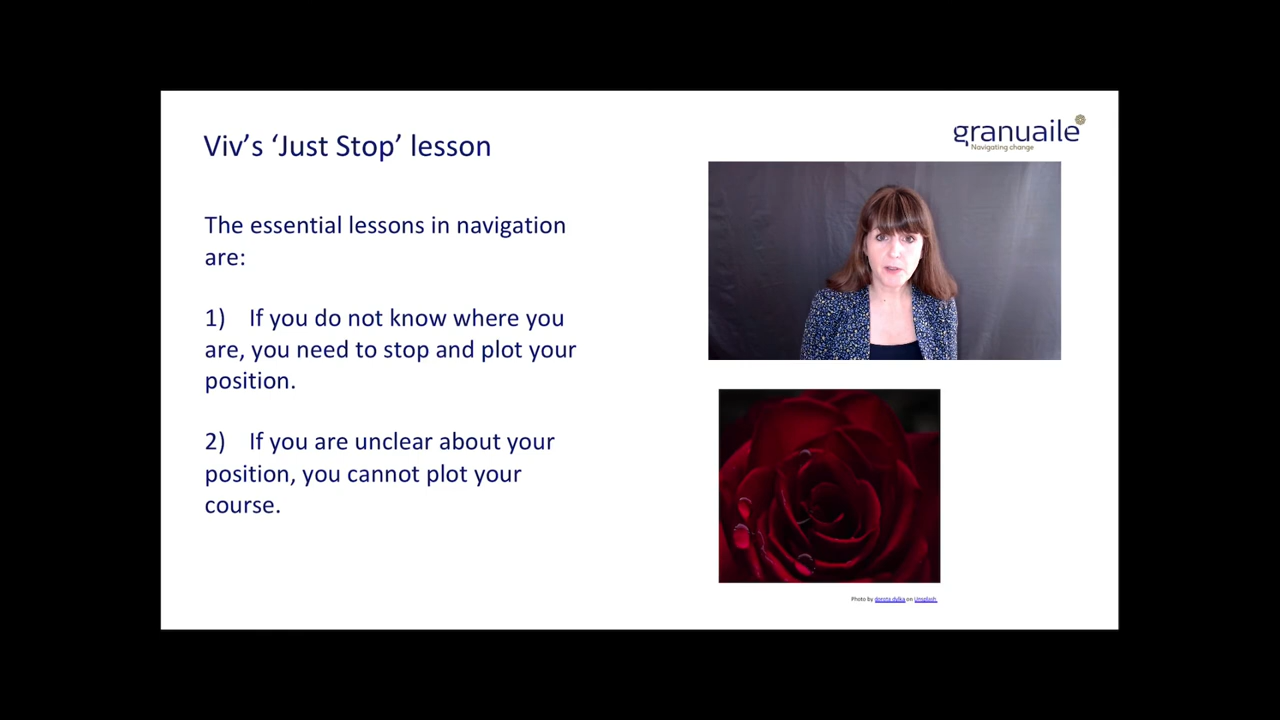 Viv’s ‘Just Stop’ lesson
granuaile
Navigating change
The essential lessons in navigation
are:
1) If you do not know where you
are, you need to stop and plot your
position.
2) If you are unclear about your
position, you cannot plot your
course.
Photo by dorota dylka on Unsplash